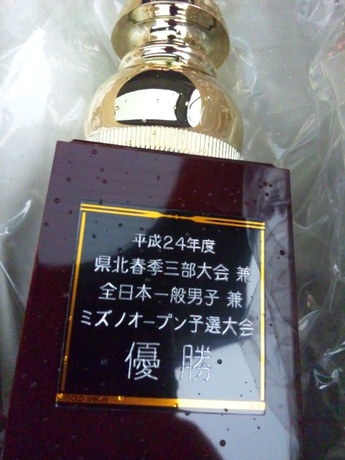 平成24年度
県北春季三部大会 兼
全日本一般男子 兼
ミズノオープン予選大会
優勝